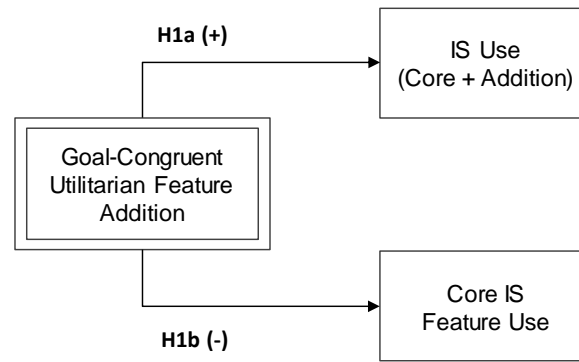 H1a (+)
IS Use
(Core + Addition)
Goal-Congruent
Utilitarian Feature
Addition
Core IS
Feature Use
H1b (-)